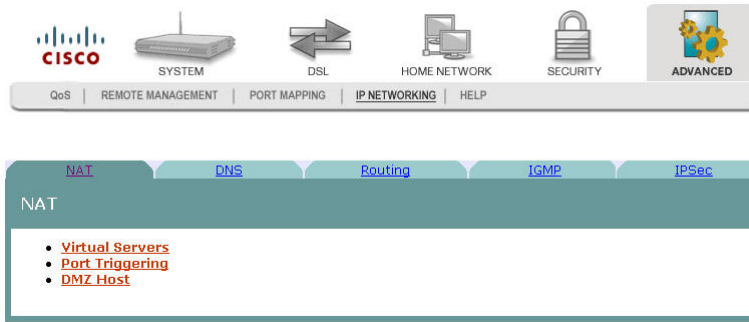 CISCO
SYSTEM DSL HOME NETWORK SECURITY ADVANCED
QoS | REMOTE MANAGEMENT | PORT MAPPING | IP NETWORKING | HELP
NAT DNS Routing IGMP IPSec
NAT
• Virtual Servers
• Port Triggering
• DMZ Host